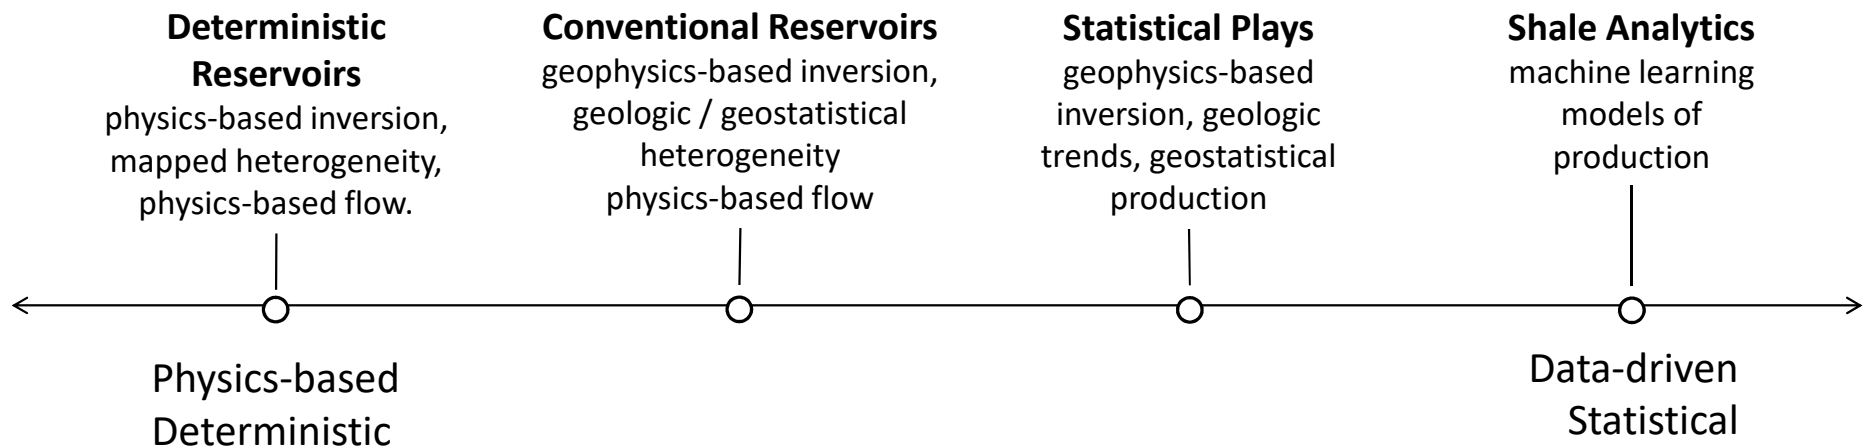 Deterministic
Reservoirs
physics-based inversion,
mapped heterogeneity,
physics-based flow.
Conventional Reservoirs
geophysics-based inversion,
geologic / geostatistical
heterogeneity
physics-based flow
Statistical Plays
geophysics-based
inversion, geologic
trends, geostatistical
production
Shale Analytics
machine learning
models of
production
Physics-based
Deterministic
Data-driven
Statistical